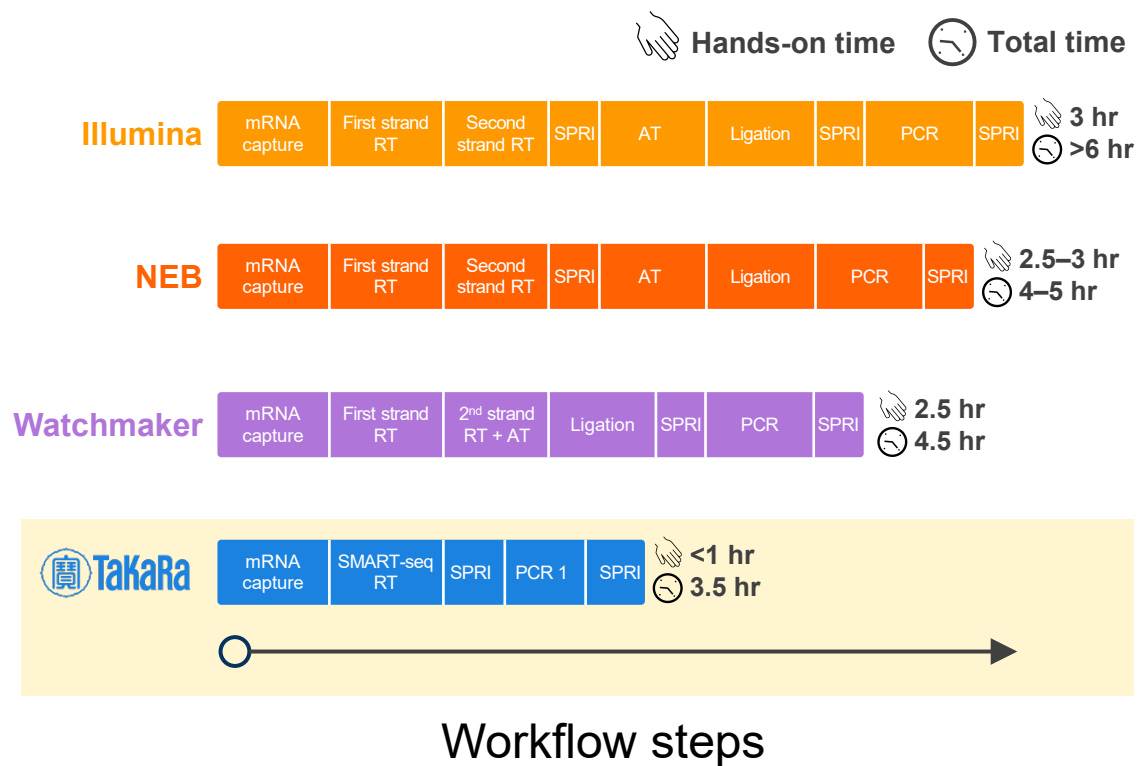 Hands-on time
Total time
Illumina
mRNA
capture
First strand
RT
Second
strand RT
SPRI
AT
Ligation
SPRI
PCR
SPRI
3 hr
>6 hr
NEB
mRNA
capture
First strand
RT
Second
strand RT
SPRI
AT
Ligation
PCR
SPRI
2.5–3 hr
4–5 hr
Watchmaker
mRNA
capture
First strand
RT
2nd strand
RT + AT
Ligation
SPRI
PCR
SPRI
2.5 hr
4.5 hr
寶 TaKaRa
mRNA
capture
SMART-seq
RT
SPRI
PCR 1
SPRI
<1 hr
3.5 hr
Workflow steps